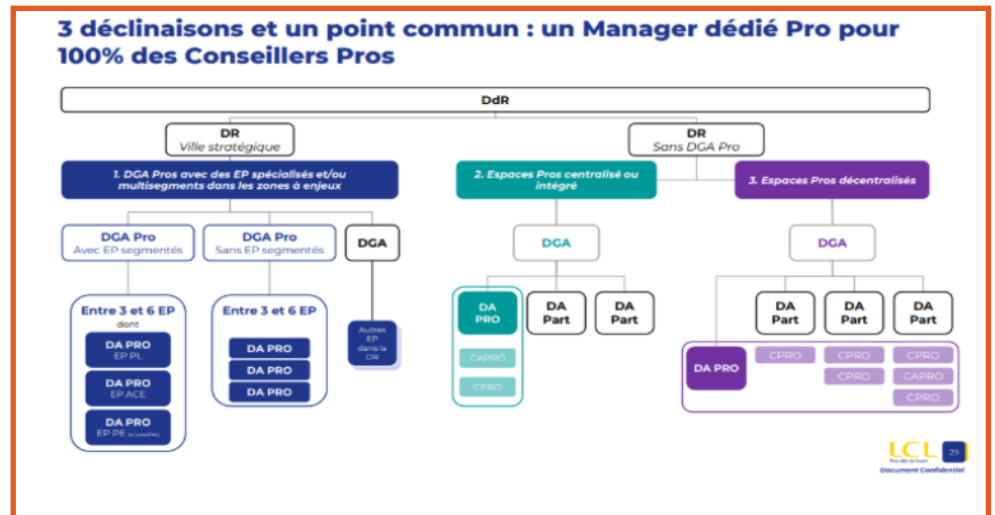 3 déclinaisons et un point commun : un Manager dédié Pro pour
100% des Conseillers Pros
DdR
DR
Ville stratégique
DR
Sans DGA Pro
1. DGA Pros avec des EP spécialisés et/ou
multisegments dans les zones à enjeux
2. Espaces Pros centralisé ou
intégré
3. Espaces Pros décentralisés
DGA Pro
Avec EP segmentés
DGA Pro
Sans EP segmentés
DGA
DGA
DGA
Entre 3 et 6 EP
dont
DA PRO
EP PL
DA PRO
EP ACE
DA PRO
EP PE
Entre 3 et 6 EP
DA PRO
DA PRO
DA PRO
Autres
EP
dans la
DR
DA
PRO
CAPRO
CPRO
DA
Part
DA
Part
DA PRO
DA
Part
DA
Part
DA
Part
CPRO
CPRO
CPRO
CPRO
CAPRO
CPRO
LCL
29
Document Confidentiel